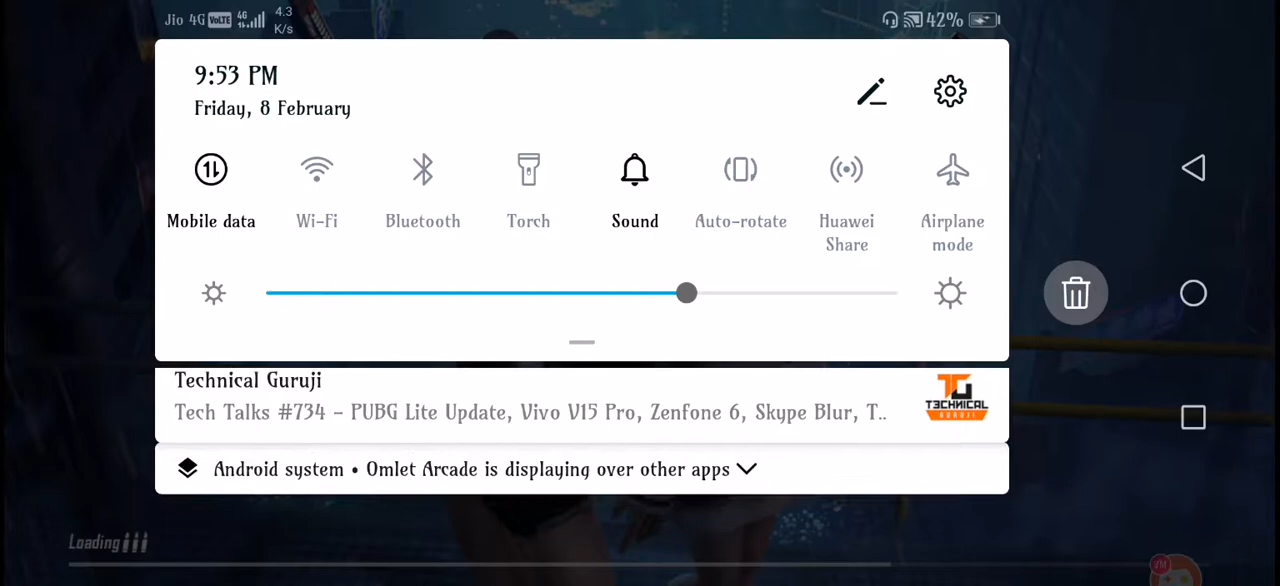 Jio 4G VoLTE 4G 4.3 K/s 42%
9:53 PM
Friday, 8 February
Mobile data Wi-Fi Bluetooth Torch Sound Auto-rotate Huawei Share Airplane mode
Technical Guruji
Tech Talks #734 - PUBG Lite Update, Vivo V15 Pro, Zenfone 6, Skype Blur, T..
T3CHNICAL
GURUJI
Android system • Omlet Arcade is displaying over other apps
Loading